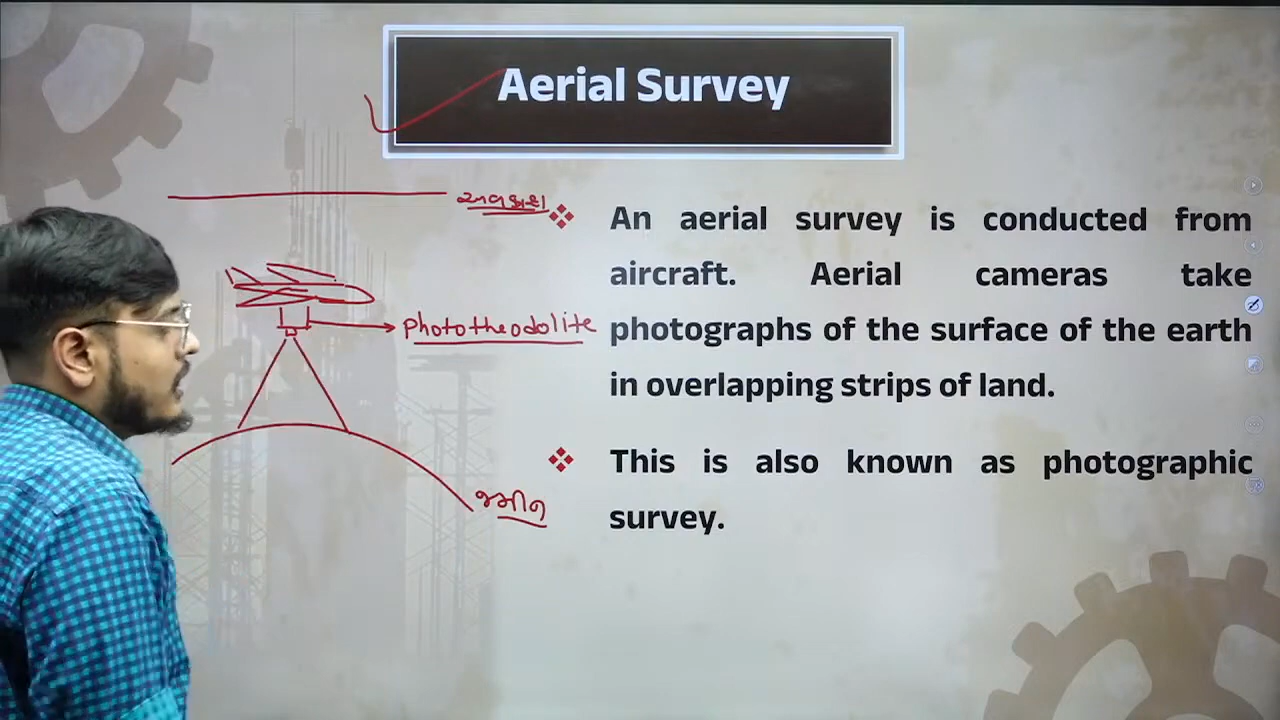 Aerial Survey
An aerial survey is conducted from
aircraft. Aerial cameras take
photographs of the surface of the earth
in overlapping strips of land.
This is also known as photographic
survey.
phototheodolite
જમીન